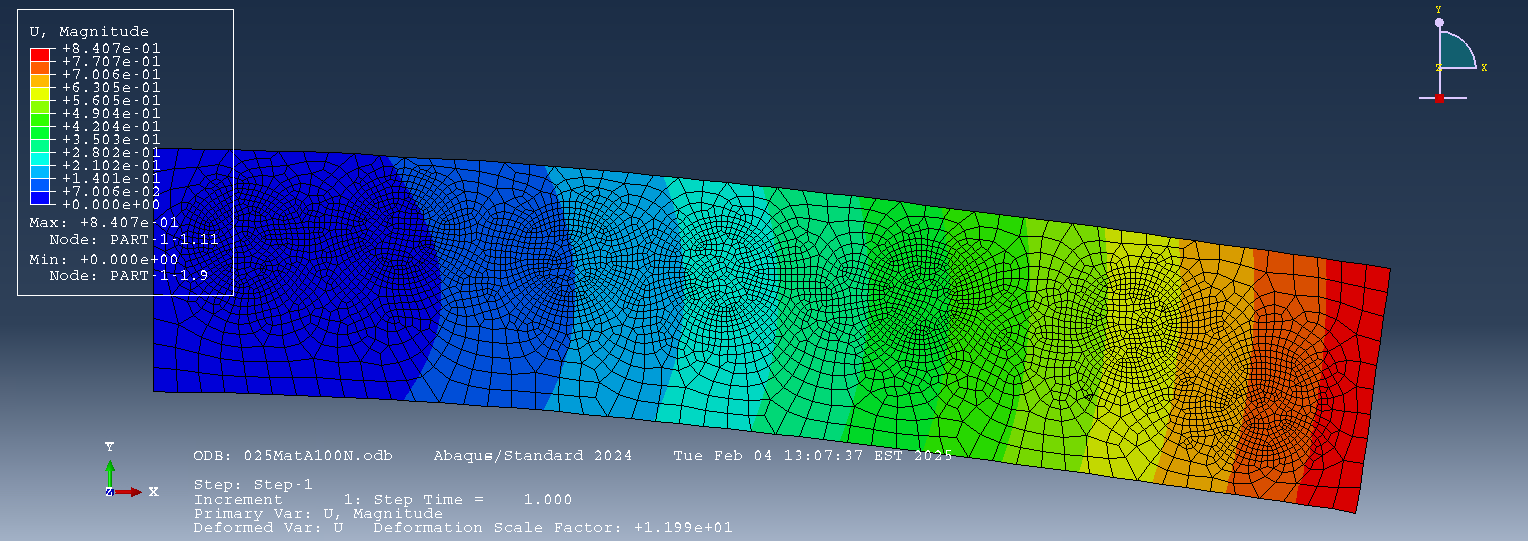 U, Magnitude
+8.407e-01
+7.707e-01
+7.006e-01
+6.305e-01
+5.605e-01
+4.904e-01
+4.204e-01
+3.503e-01
+2.802e-01
+2.102e-01
+1.401e-01
+7.006e-02
+0.000e+00
Max: +8.407e-01
Node: PART-1-1.11
Min: +0.000e+00
Node: PART-1-1.9
Y
Z X
Y
Z X
ODB: 025MatA100N.odb Abaqus/Standard 2024 Tue Feb 04 13:07:37 EST 2025
Step: Step-1
Increment 1: Step Time = 1.000
Primary Var: U, Magnitude
Deformed Var: U Deformation Scale Factor: +1.199e+01